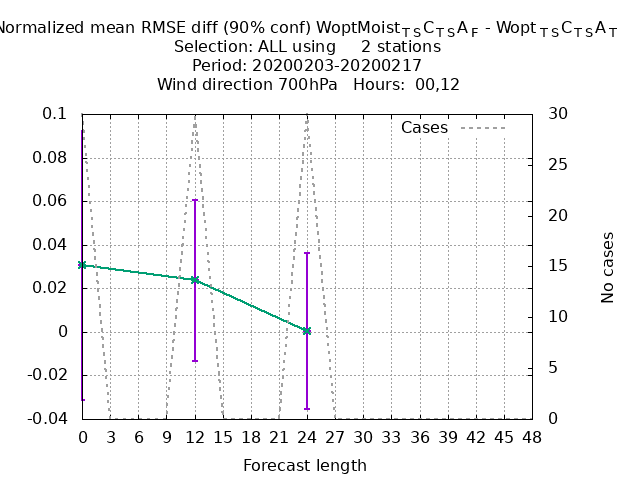 Normalized mean RMSE diff (90% conf) WoptMoist_TSC_TSA_F - Wopt_TSC_TSA_T
Selection: ALL using 2 stations
Period: 20200203-20200217
Wind direction 700hPa Hours: 00,12
Cases
0.1
0.08
0.06
0.04
0.02
0
-0.02
-0.04
30
25
20
15
10
5
0
No cases
0 3 6 9 12 15 18 21 24 27 30 33 36 39 42 45 48
Forecast length